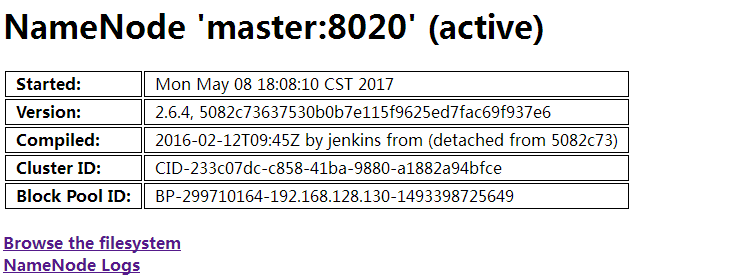 NameNode 'master:8020' (active)
Started: Mon May 08 18:08:10 CST 2017
Version: 2.6.4, 5082c73637530b0b7e115f9625ed7fac69f937e6
Compiled: 2016-02-12T09:45Z by jenkins from (detached from 5082c73)
Cluster ID: CID-233c07dc-c858-41ba-9880-a1882a94bfce
Block Pool ID: BP-299710164-192.168.128.130-1493398725649
Browse the filesystem
NameNode Logs